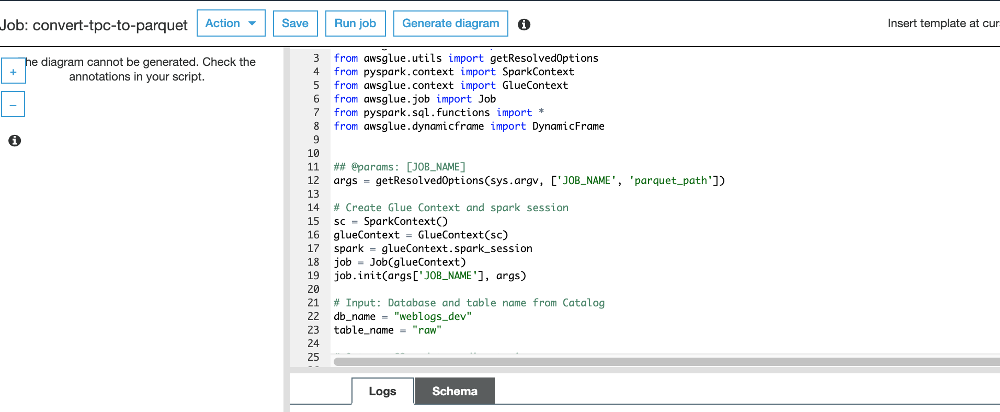 Job: convert-tpc-to-parquet Action Save Run job Generate diagram Insert template at
he diagram cannot be generated. Check the
annotations in your script.
+
–
3 from awsglue.utils import getResolvedOptions
4 from pyspark.context import SparkContext
5 from awsglue.context import GlueContext
6 from awsglue.job import Job
7 from pyspark.sql.functions import *
8 from awsglue.dynamicframe import DynamicFrame
9
10
11 ## @params: [JOB_NAME]
12 args = getResolvedOptions(sys.argv, ['JOB_NAME', 'parquet_path'])
13
14 # Create Glue Context and spark session
15 sc = SparkContext()
16 glueContext = GlueContext(sc)
17 spark = glueContext.spark_session
18 job = Job(glueContext)
19 job.init(args['JOB_NAME'], args)
20
21 # Input: Database and table name from Catalog
22 db_name = "weblogs_dev"
23 table_name = "raw"
24
25
Logs Schema